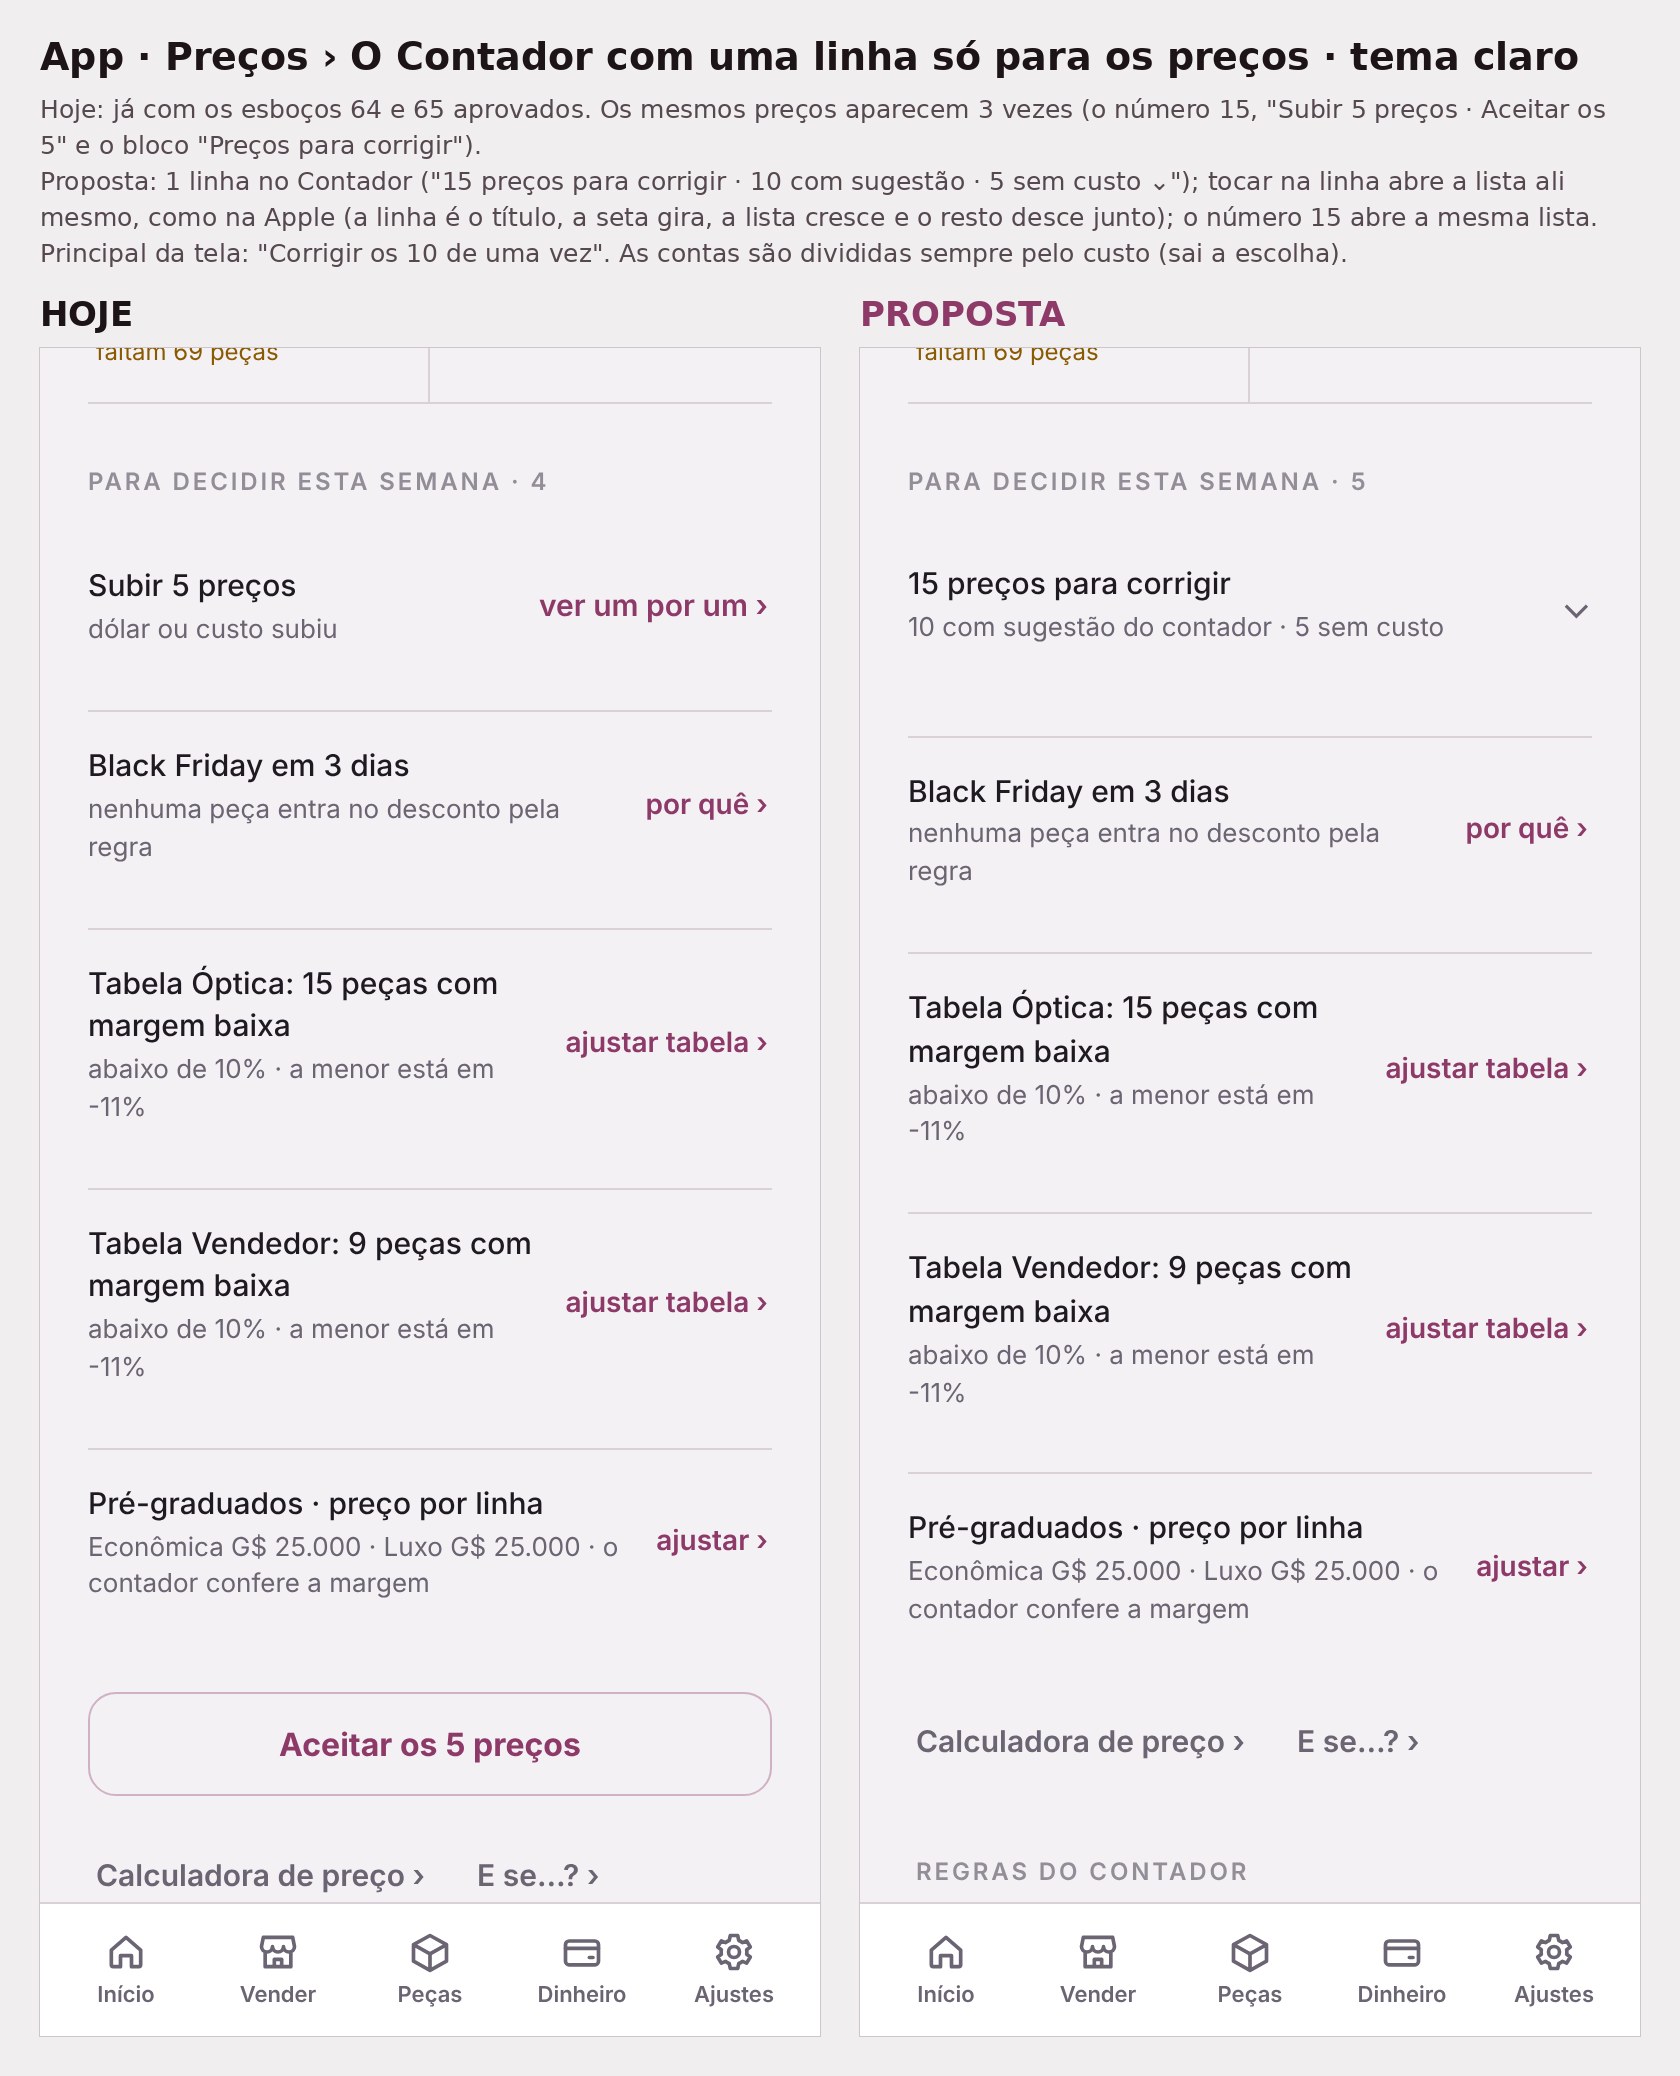 App · Preços › O Contador com uma linha só para os preços · tema claro
Hoje: já com os esboços 64 e 65 aprovados. Os mesmos preços aparecem 3 vezes (o número 15, "Subir 5 preços · Aceitar os
5" e o bloco "Preços para corrigir").
Proposta: 1 linha no Contador ("15 preços para corrigir · 10 com sugestão · 5 sem custo ⌄"); tocar na linha abre a lista ali
mesmo, como na Apple (a linha é o título, a seta gira, a lista cresce e o resto desce junto); o número 15 abre a mesma lista.
Principal da tela: "Corrigir os 10 de uma vez". As contas são divididas sempre pelo custo (sai a escolha).
HOJE
faltam 69 peças
PARA DECIDIR ESTA SEMANA · 4
Subir 5 preços
dólar ou custo subiu
ver um por um ›
Black Friday em 3 dias
nenhuma peça entra no desconto pela
regra
por quê ›
Tabela Óptica: 15 peças com
margem baixa
abaixo de 10% · a menor está em
-11%
ajustar tabela ›
Tabela Vendedor: 9 peças com
margem baixa
abaixo de 10% · a menor está em
-11%
ajustar tabela ›
Pré-graduados · preço por linha
Econômica G$ 25.000 · Luxo G$ 25.000 · o
contador confere a margem
ajustar ›
Aceitar os 5 preços
Calculadora de preço ›
E se...? ›
Início
Vender
Peças
Dinheiro
Ajustes
PROPOSTA
faltam 69 peças
PARA DECIDIR ESTA SEMANA · 5
15 preços para corrigir
10 com sugestão do contador · 5 sem custo
Black Friday em 3 dias
nenhuma peça entra no desconto pela
regra
por quê ›
Tabela Óptica: 15 peças com
margem baixa
abaixo de 10% · a menor está em
-11%
ajustar tabela ›
Tabela Vendedor: 9 peças com
margem baixa
abaixo de 10% · a menor está em
-11%
ajustar tabela ›
Pré-graduados · preço por linha
Econômica G$ 25.000 · Luxo G$ 25.000 · o
contador confere a margem
ajustar ›
Calculadora de preço ›
E se...? ›
REGRAS DO CONTADOR
Início
Vender
Peças
Dinheiro
Ajustes